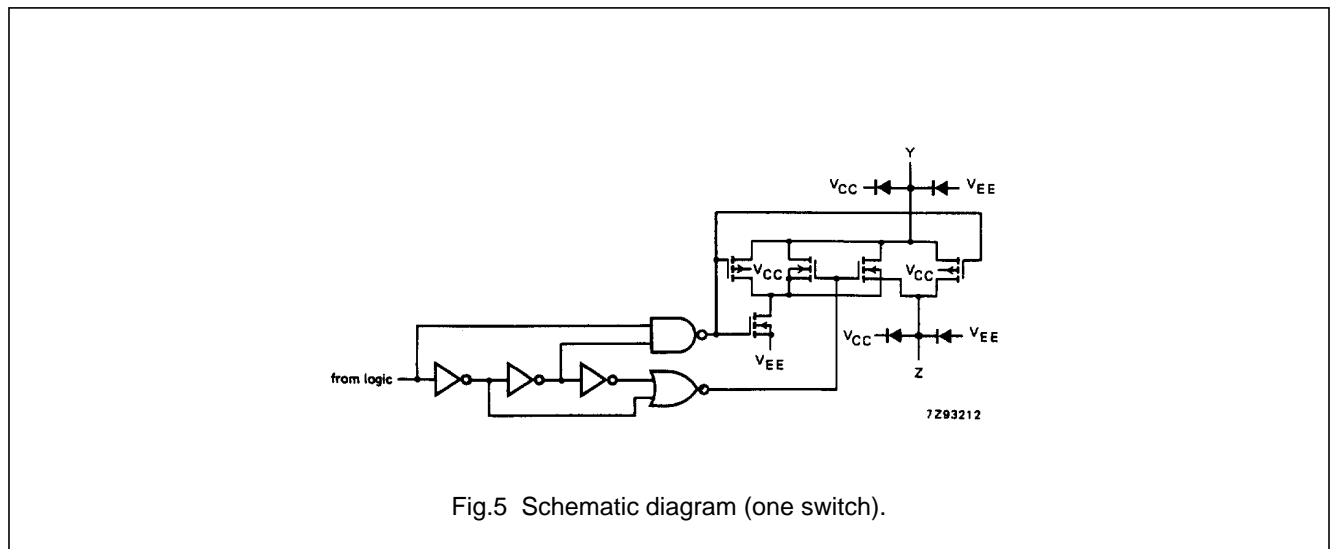 Y
VCC VEE
VCC VCC
VCC VEE
VEE
from logic
Z
7Z93212
Fig.5 Schematic diagram (one switch).